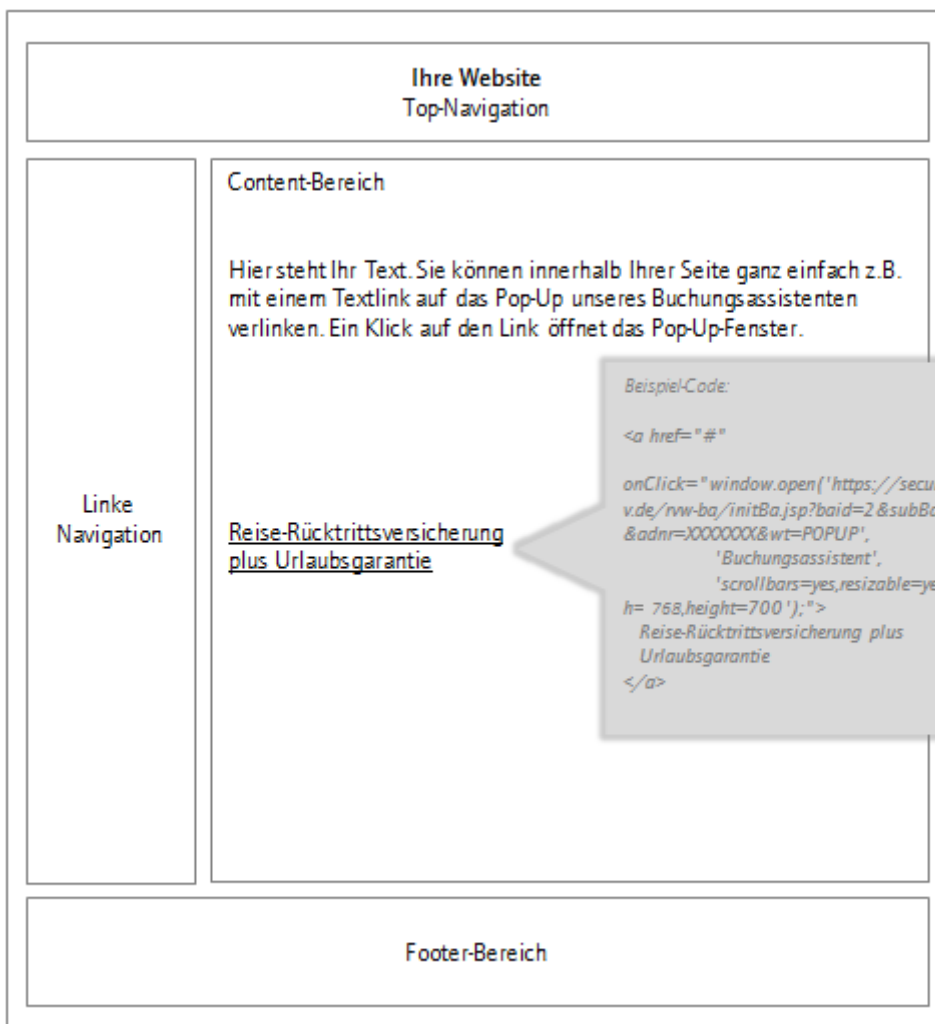 Ihre Website
Top-Navigation
Content-Bereich
Hier steht Ihr Text. Sie können innerhalb Ihrer Seite ganz einfach z.B.
mit einem Textlink auf das Pop-Up unseres Buchungsassistenten
verlinken. Ein Klick auf den Link öffnet das Pop-Up-Fenster.
Linke
Navigation
Reise-Rücktrittsversicherung
plus Urlaubsgarantie
Beispiel-Code:
<a href="#"
onClick="window.open('https://secu
v.de/rvw-ba/initBa.jsp?baid=2&subBa
&adnr=XXXXXXX&wt=POPUP',
'Buchungsassistent',
'scrollbars=yes,resizable=ye
h= 768,height=700');">
Reise-Rücktrittsversicherung plus
Urlaubsgarantie
</a>
Footer-Bereich